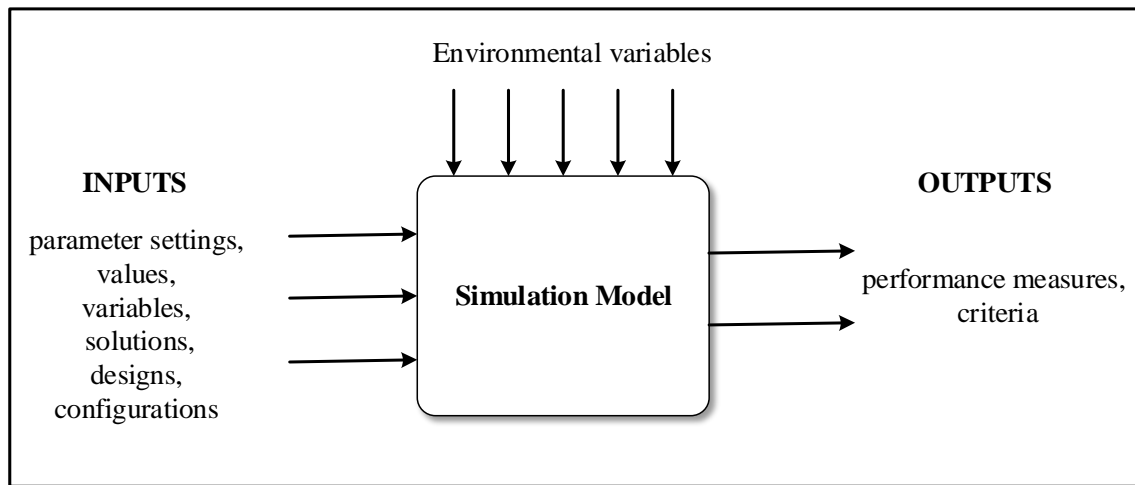 Environmental variables
INPUTS
parameter settings,
values,
variables,
solutions,
designs,
configurations
Simulation Model
OUTPUTS
performance measures,
criteria